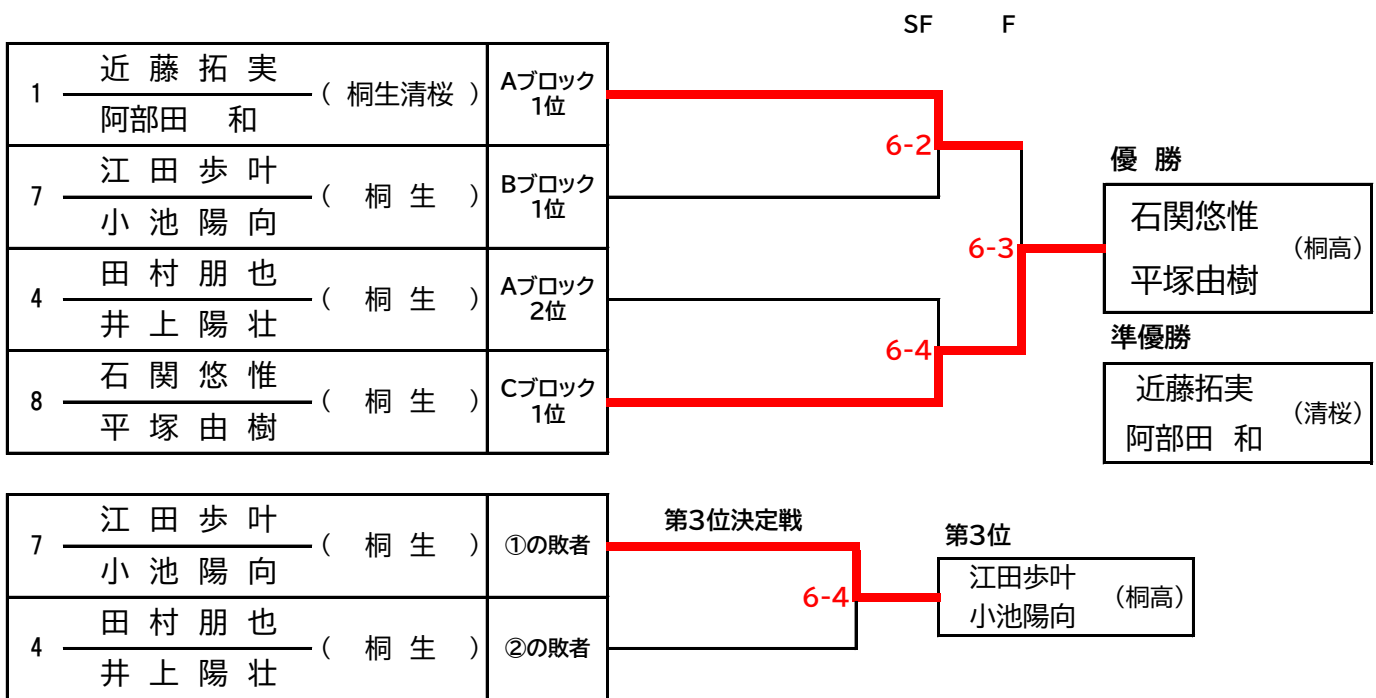 SF F
1 近藤拓実 阿部田 和 (桐生清桜) Aブロック 1位
6-2
7 江田歩叶 小池陽向 (桐生) Bブロック 1位
6-3
4 田村朋也 井上陽壮 (桐生) Aブロック 2位
6-4
8 石関悠惟 平塚由樹 (桐生) Cブロック 1位
優勝
石関悠惟
平塚由樹
(桐高)
準優勝
近藤拓実
阿部田 和
(清桜)
7 江田歩叶 小池陽向 (桐生) ①の敗者
第3位決定戦
6-4
4 田村朋也 井上陽壮 (桐生) ②の敗者
第3位
江田歩叶
小池陽向
(桐高)